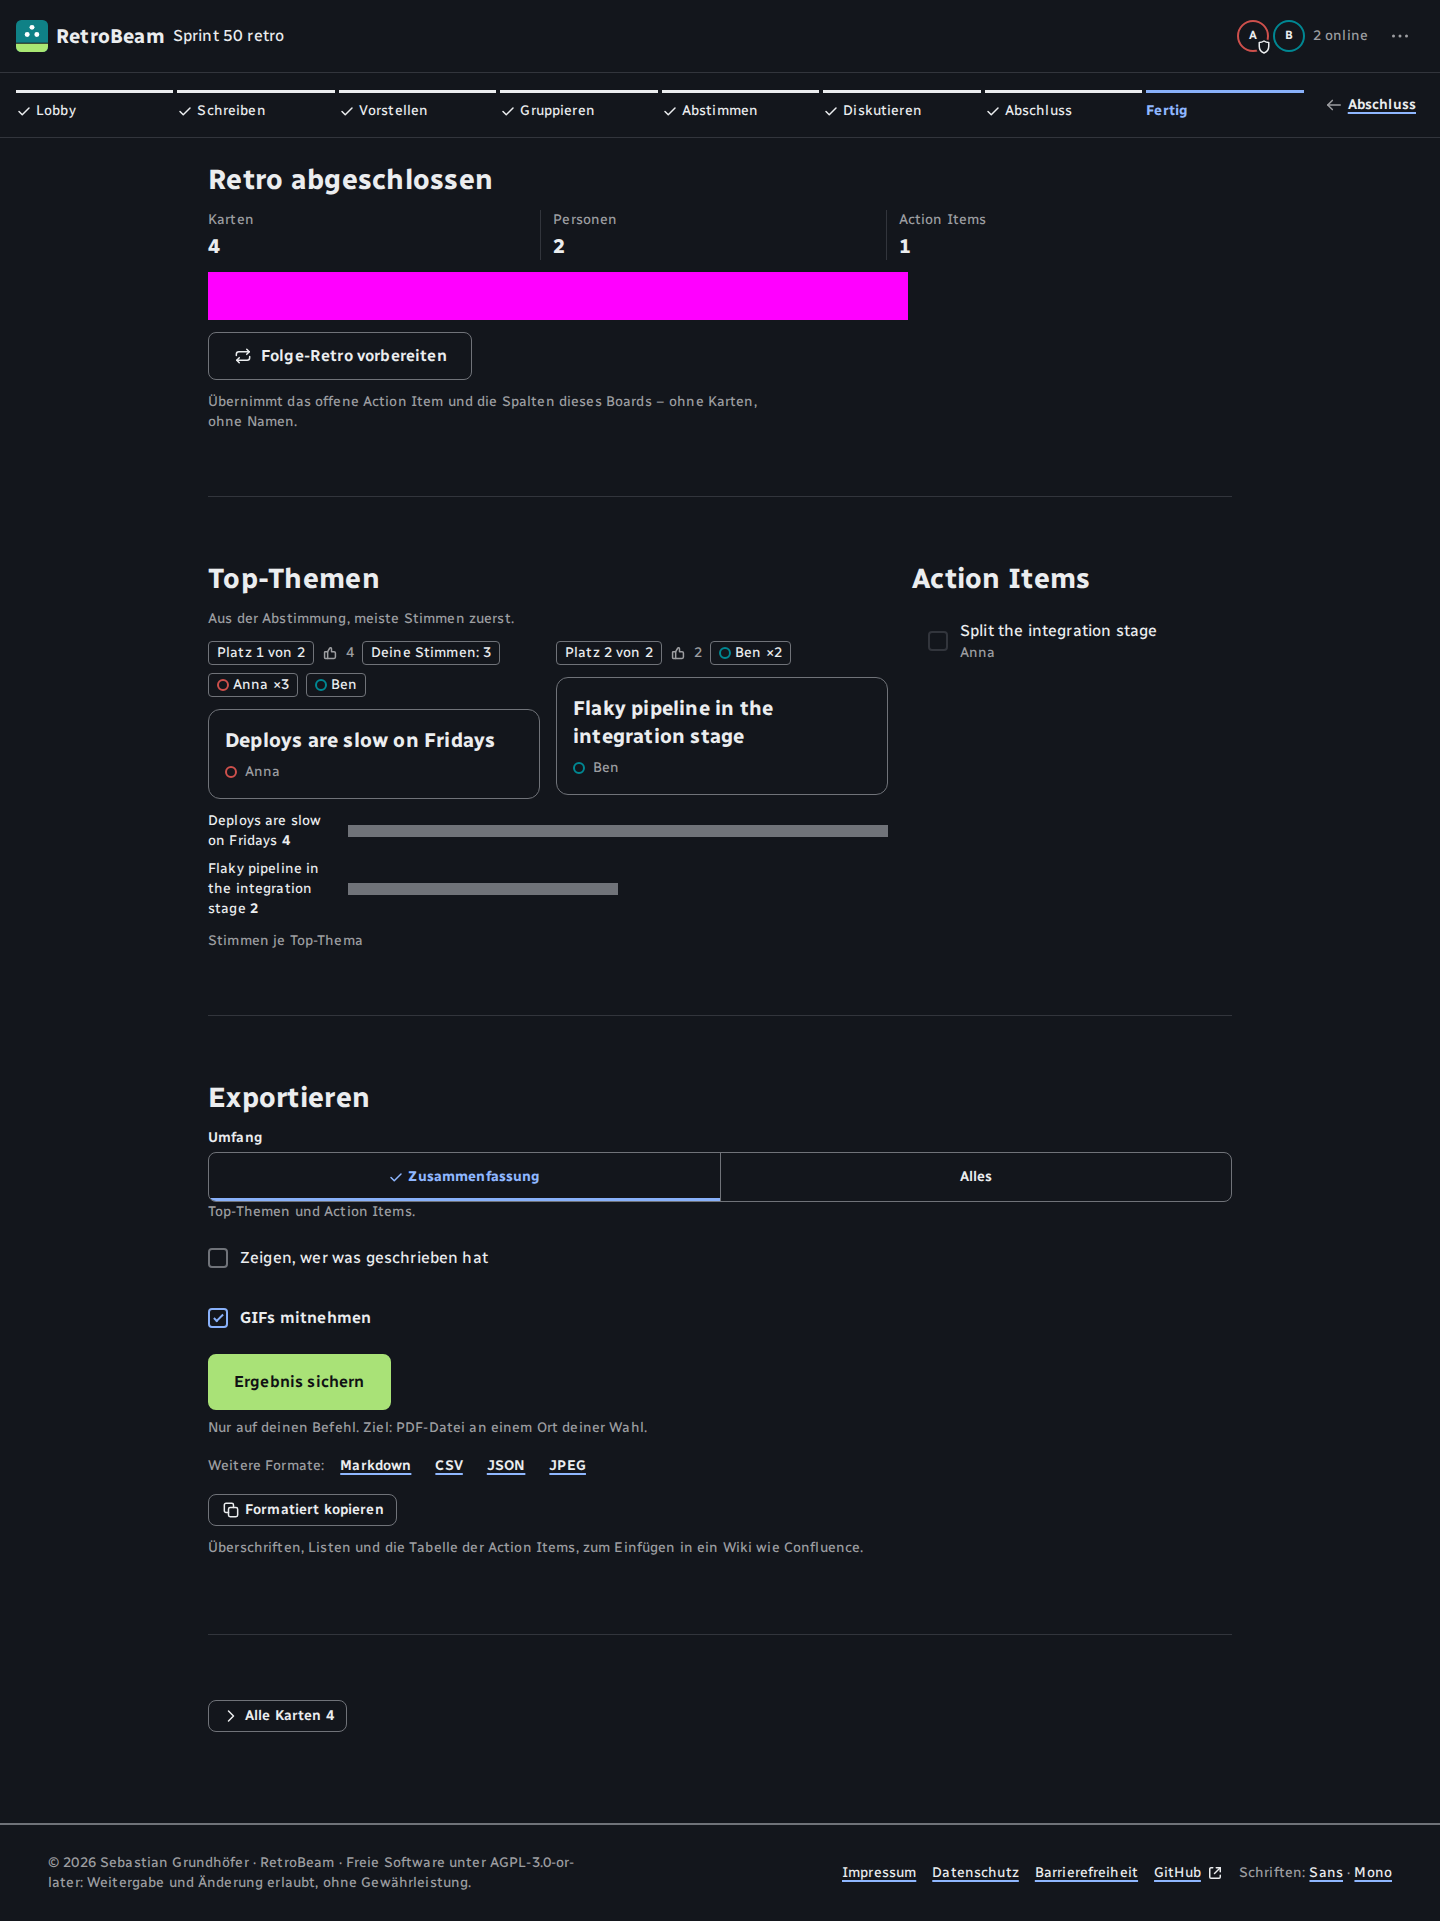 RetroBeam Sprint 50 retro
A B 2 online
Lobby Schreiben Vorstellen Gruppieren Abstimmen Diskutieren Abschluss Fertig Abschluss
Retro abgeschlossen
Karten Personen Action Items
4 2 1
Folge-Retro vorbereiten
Übernimmt das offene Action Item und die Spalten dieses Boards – ohne Karten,
ohne Namen.
Top-Themen
Aus der Abstimmung, meiste Stimmen zuerst.
Platz 1 von 2 4 Deine Stimmen: 3
Anna ×3 Ben
Deploys are slow on Fridays
Anna
Platz 2 von 2 2 Ben ×2
Flaky pipeline in the
integration stage
Ben
Deploys are slow
on Fridays 4
Flaky pipeline in
the integration
stage 2
Stimmen je Top-Thema
Action Items
Split the integration stage
Anna
Exportieren
Umfang
Zusammenfassung Alles
Top-Themen und Action Items.
Zeigen, wer was geschrieben hat
GIFs mitnehmen
Ergebnis sichern
Nur auf deinen Befehl. Ziel: PDF-Datei an einem Ort deiner Wahl.
Weitere Formate: Markdown CSV JSON JPEG
Formatiert kopieren
Überschriften, Listen und die Tabelle der Action Items, zum Einfügen in ein Wiki wie Confluence.
Alle Karten 4
© 2026 Sebastian Grundhöfer · RetroBeam · Freie Software unter AGPL-3.0-or-
later: Weitergabe und Änderung erlaubt, ohne Gewährleistung.
Impressum Datenschutz Barrierefreiheit GitHub Schriften: Sans · Mono